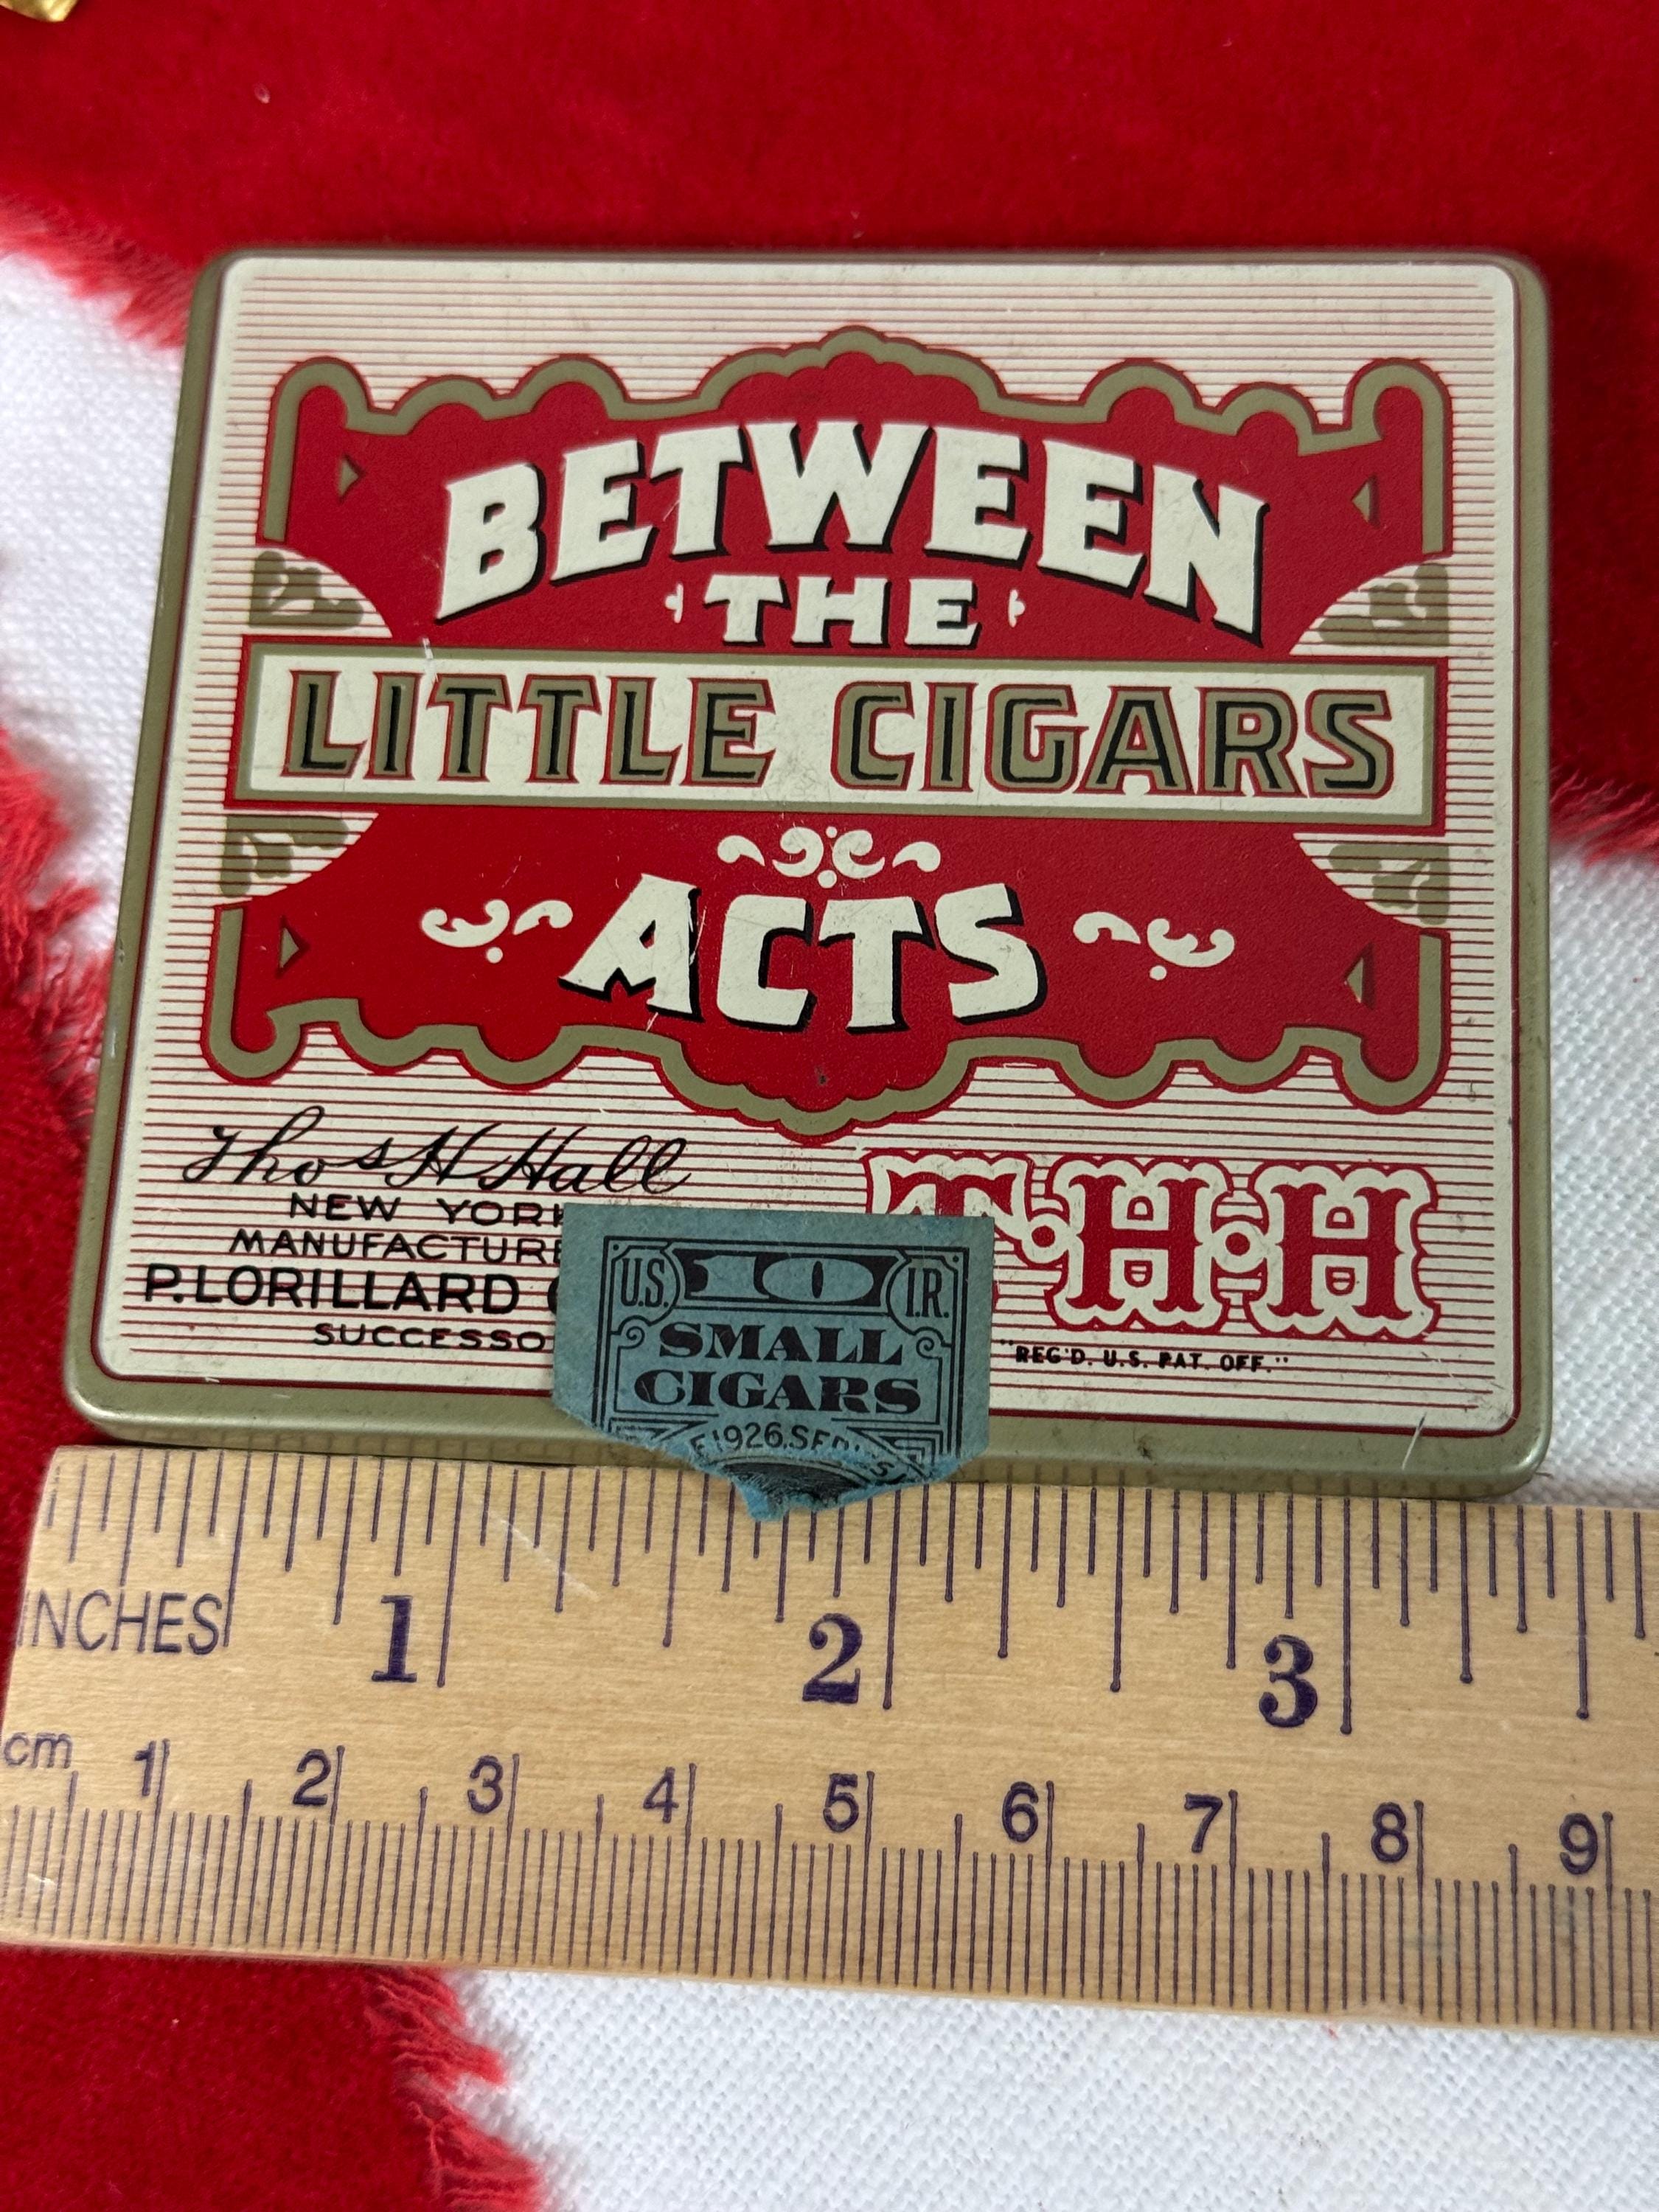 BETWEEN
THE
LITTLE CIGARS
ACTS
Thos H Hall
NEW YORK
MANUFACTURE
P. LORILLARD
SUCCESSO
T·H·H
"REG'D. U.S. PAT. OFF."
U.S. 10 I.R.
SMALL
CIGARS
1926.
INCHES 1 2 3
cm 1 2 3 4 5 6 7 8 9